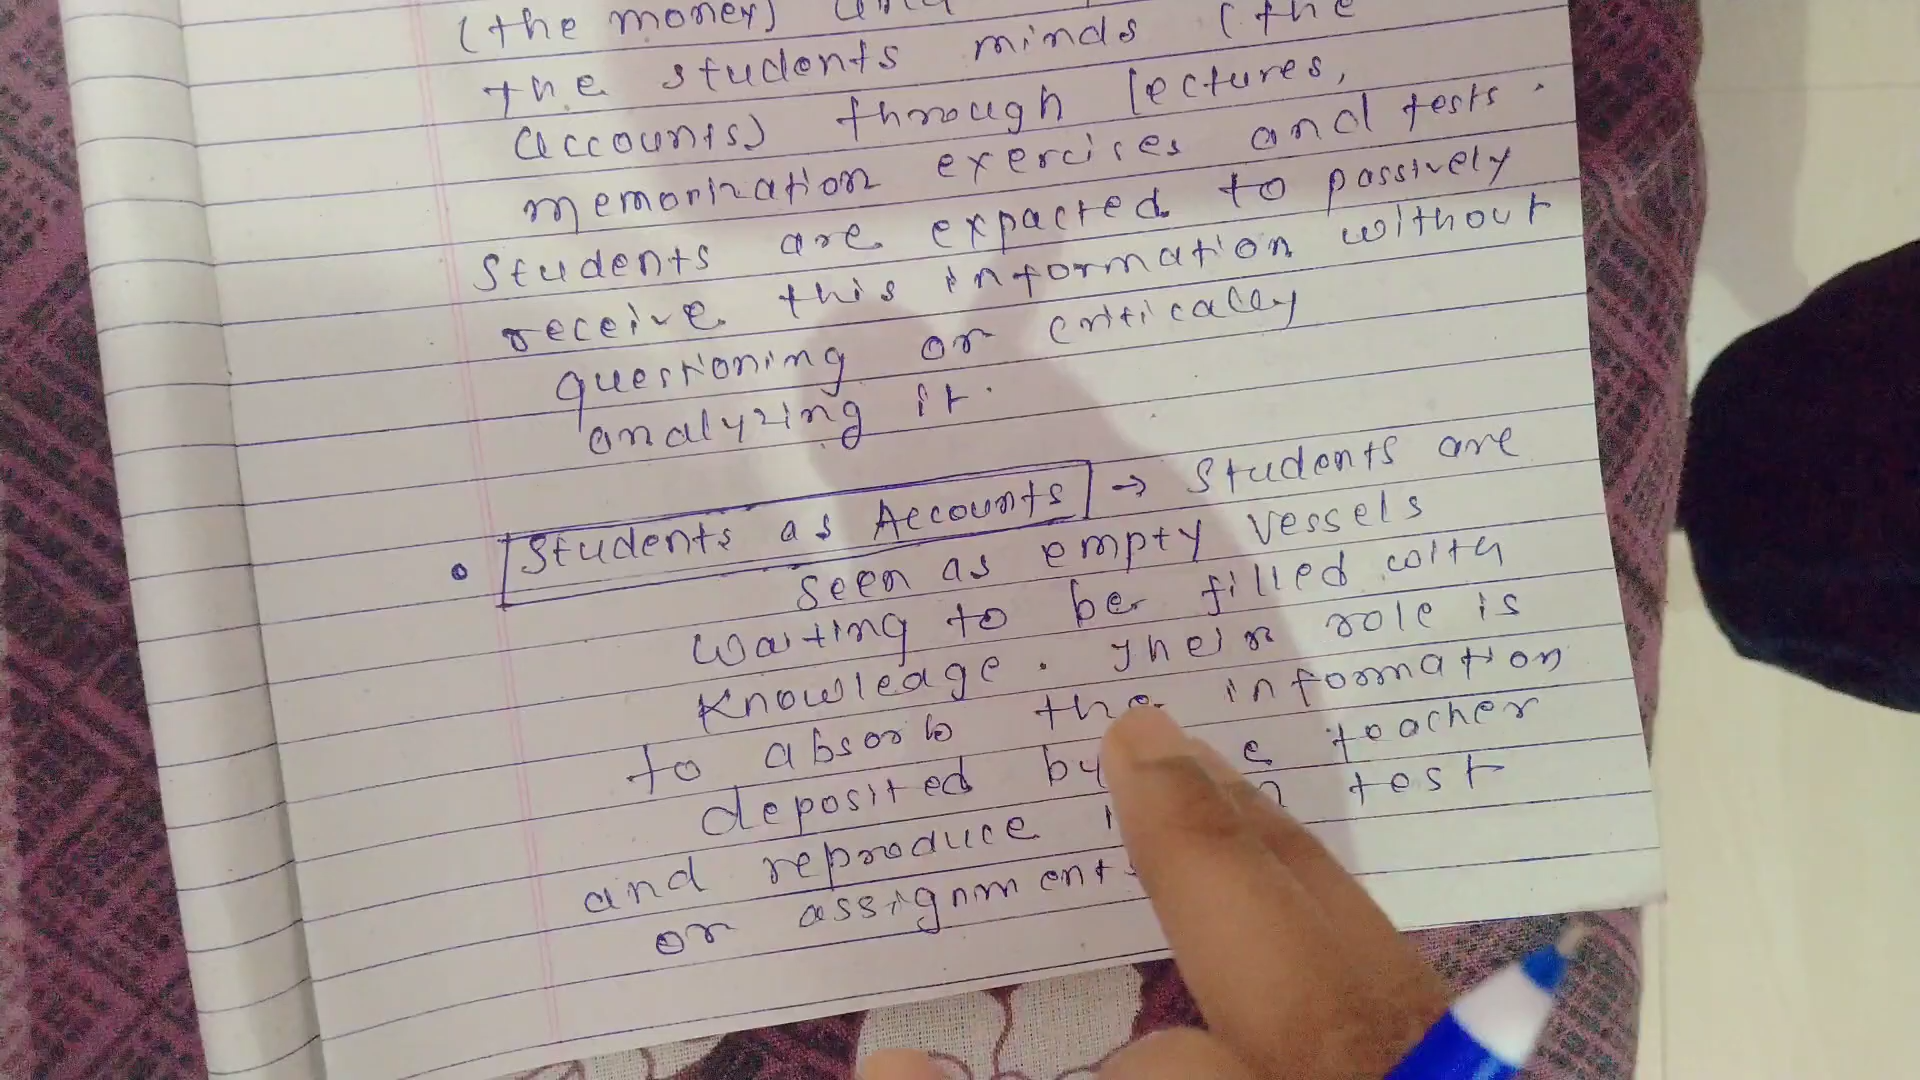 (the money)
the students minds (the
accounts) through lectures,
memorization exercises and tests.
Students are expacted to passively
receive this information without
questioning or critically
analyzing it.
• Students as Accounts → Students are
seen as empty vessels
waiting to be filled with
Knowledge. Their role is
to absorb the information
deposited by teacher
and reproduce test
or assignments